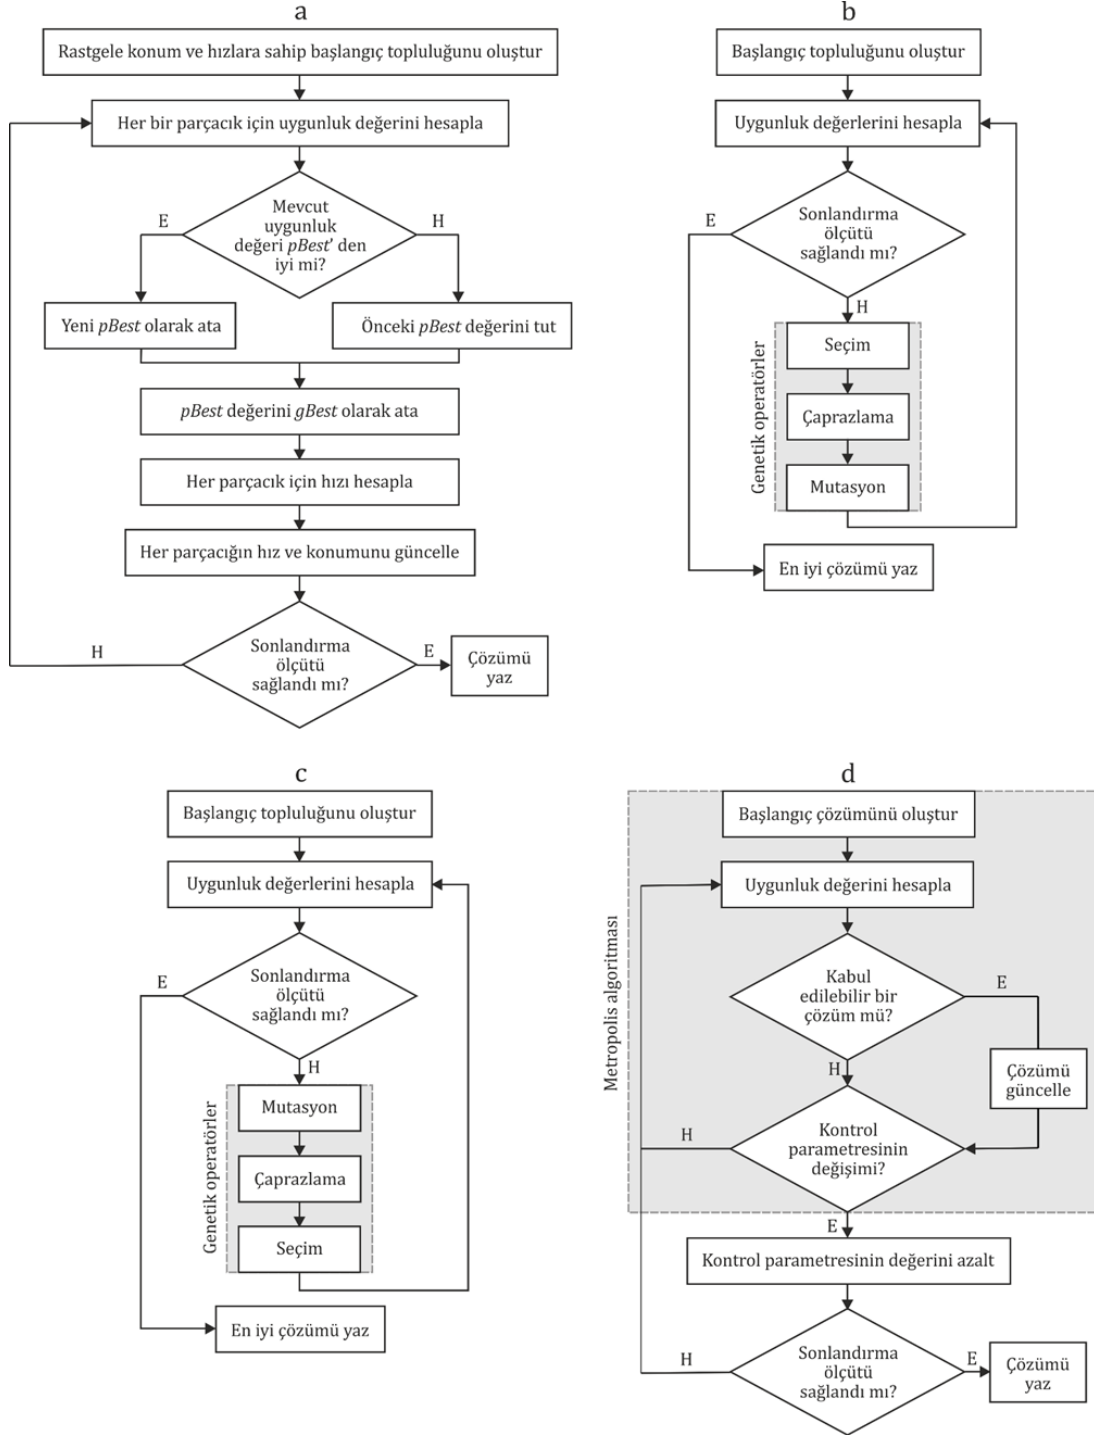 a
Rastgele konum ve hızlara sahip başlangıç topluluğunu oluştur
Her bir parçacık için uygunluk değerini hesapla
Mevcut
uygunluk
değeri pBest' den
iyi mi?
E
H
Yeni pBest olarak ata
Önceki pBest değerini tut
pBest değerini gBest olarak ata
Her parçacık için hızı hesapla
Her parçacığın hız ve konumunu güncelle
Sonlandırma
ölçütü
sağlandı mı?
H
E
Çözümü
yaz
b
Başlangıç topluluğunu oluştur
Uygunluk değerlerini hesapla
Sonlandırma
ölçütü
sağlandı mı?
E
H
Genetik operatörler
Seçim
Çaprazlama
Mutasyon
En iyi çözümü yaz
c
Başlangıç topluluğunu oluştur
Uygunluk değerlerini hesapla
Sonlandırma
ölçütü
sağlandı mı?
E
H
Genetik operatörler
Mutasyon
Çaprazlama
Seçim
En iyi çözümü yaz
d
Metropolis algoritması
Başlangıç çözümünü oluştur
Uygunluk değerini hesapla
Kabul
edilebilir bir
çözüm mü?
E
H
Çözümü
güncelle
Kontrol
parametresinin
değişimi?
H
E
Kontrol parametresinin değerini azalt
Sonlandırma
ölçütü
sağlandı mı?
H
E
Çözümü
yaz